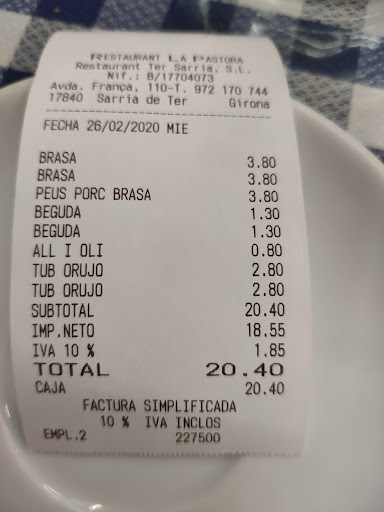 RESTAURANT LA PASTORA
Restaurant Ter Sarria, S.L.
Nif.: B/17704073
Avda. França, 110-T. 972 170 744
17840 Sarria de Ter Girona
FECHA 26/02/2020 MIE
BRASA 3.80
BRASA 3.80
PEUS PORC BRASA 3.80
BEGUDA 1.30
BEGUDA 1.30
ALL I OLI 0.80
TUB ORUJO 2.80
TUB ORUJO 2.80
SUBTOTAL 20.40
IMP.NETO 18.55
IVA 10 % 1.85
TOTAL 20.40
CAJA 20.40
FACTURA SIMPLIFICADA
10 % IVA INCLOS
EMPL.2 227500